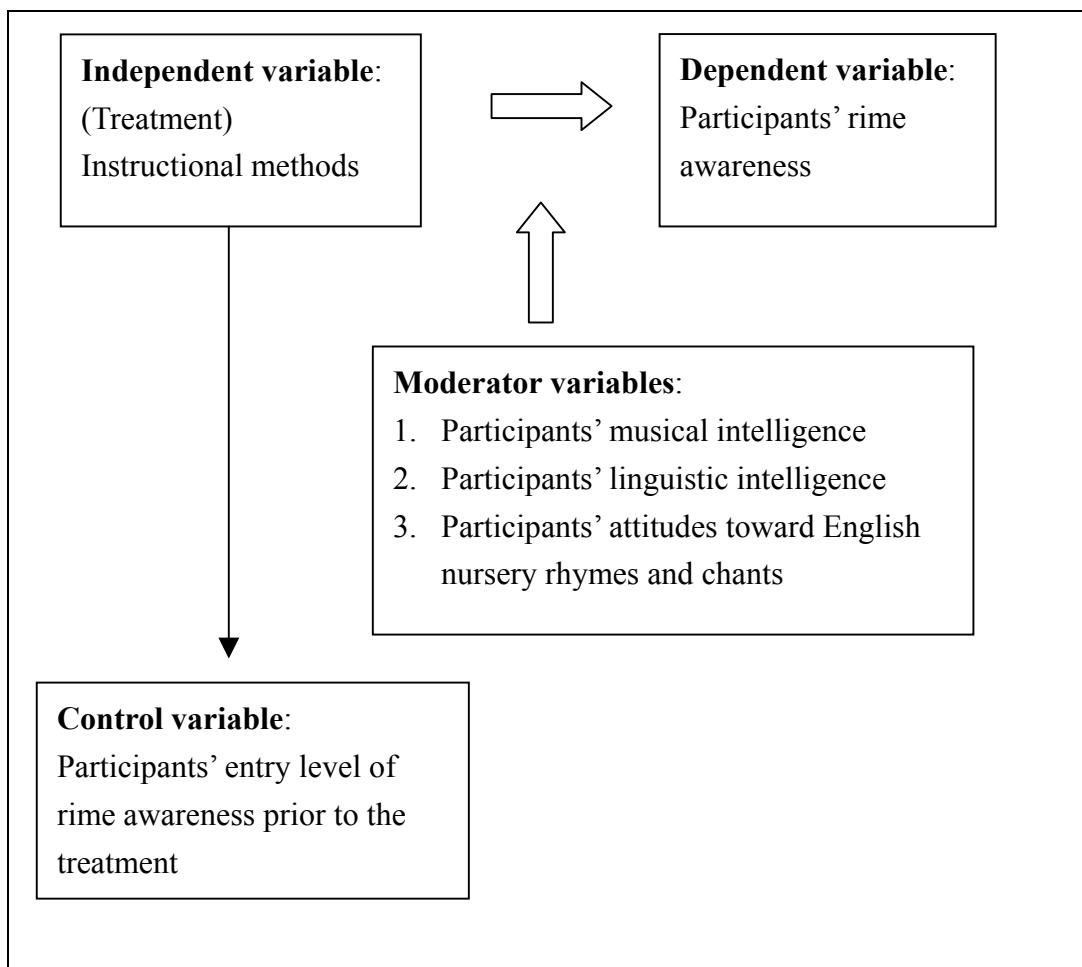 Independent variable:
(Treatment)
Instructional methods
Dependent variable:
Participants’ rime
awareness
Moderator variables:
1. Participants’ musical intelligence
2. Participants’ linguistic intelligence
3. Participants’ attitudes toward English
nursery rhymes and chants
Control variable:
Participants’ entry level of
rime awareness prior to the
treatment